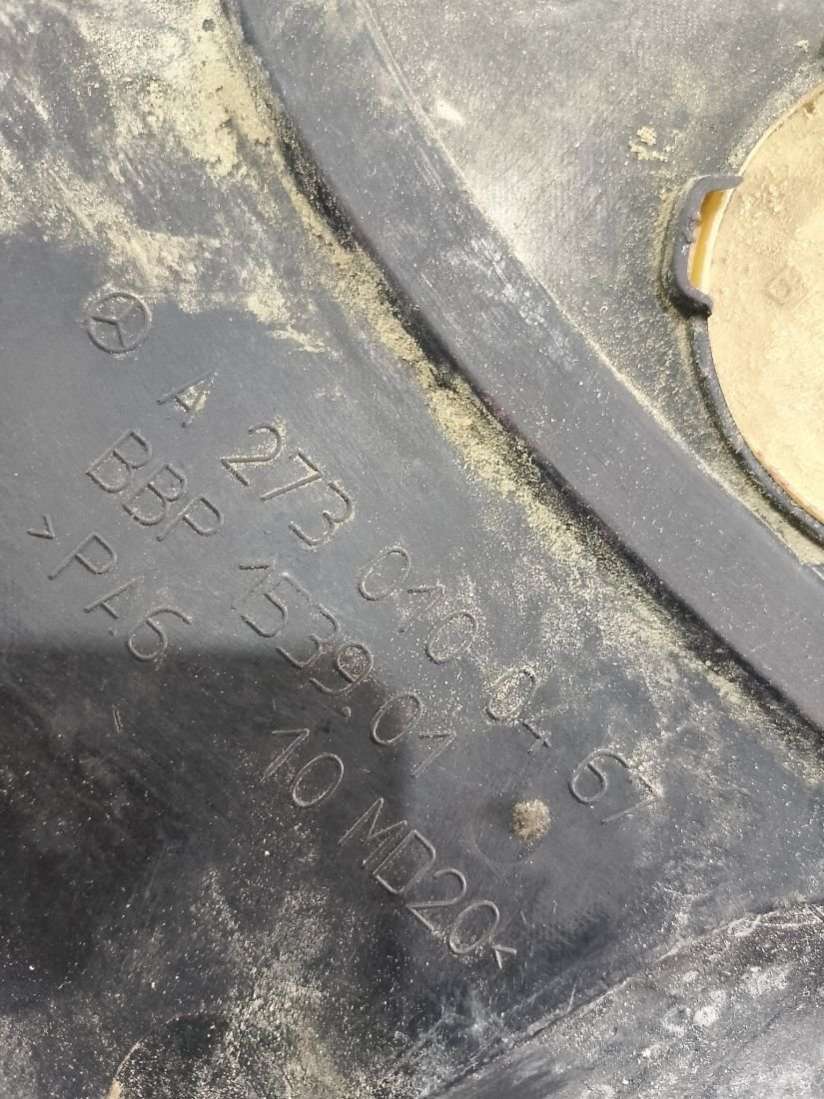 A 273 010 04 67
BBP 1539.01
>PA6 10 MD20<